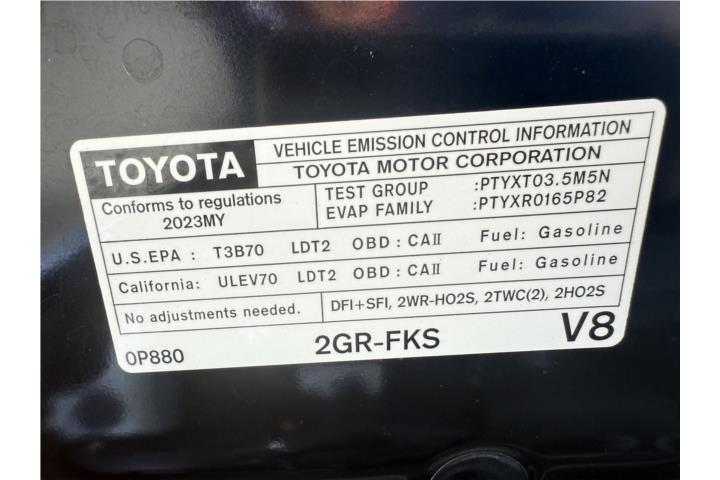 TOYOTA
VEHICLE EMISSION CONTROL INFORMATION
TOYOTA MOTOR CORPORATION
Conforms to regulations
2023MY
TEST GROUP :PTYXT03.5M5N
EVAP FAMILY :PTYXR0165P82
U.S.EPA : T3B70 LDT2 OBD : CAII Fuel: Gasoline
California: ULEV70 LDT2 OBD : CAII Fuel: Gasoline
No adjustments needed.
DFI+SFI, 2WR-HO2S, 2TWC(2), 2HO2S
0P880
2GR-FKS
V8